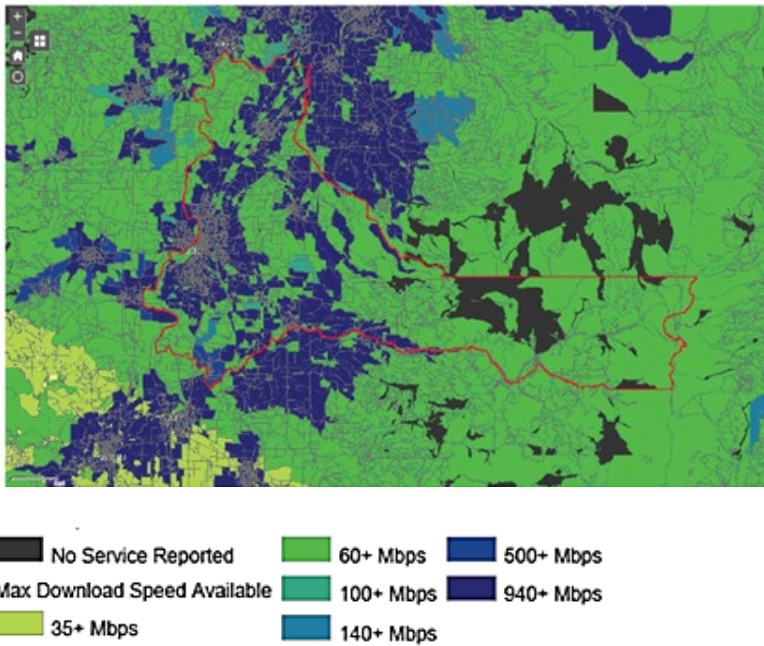 No Service Reported
Max Download Speed Available
35+ Mbps
60+ Mbps
100+ Mbps
140+ Mbps
500+ Mbps
940+ Mbps